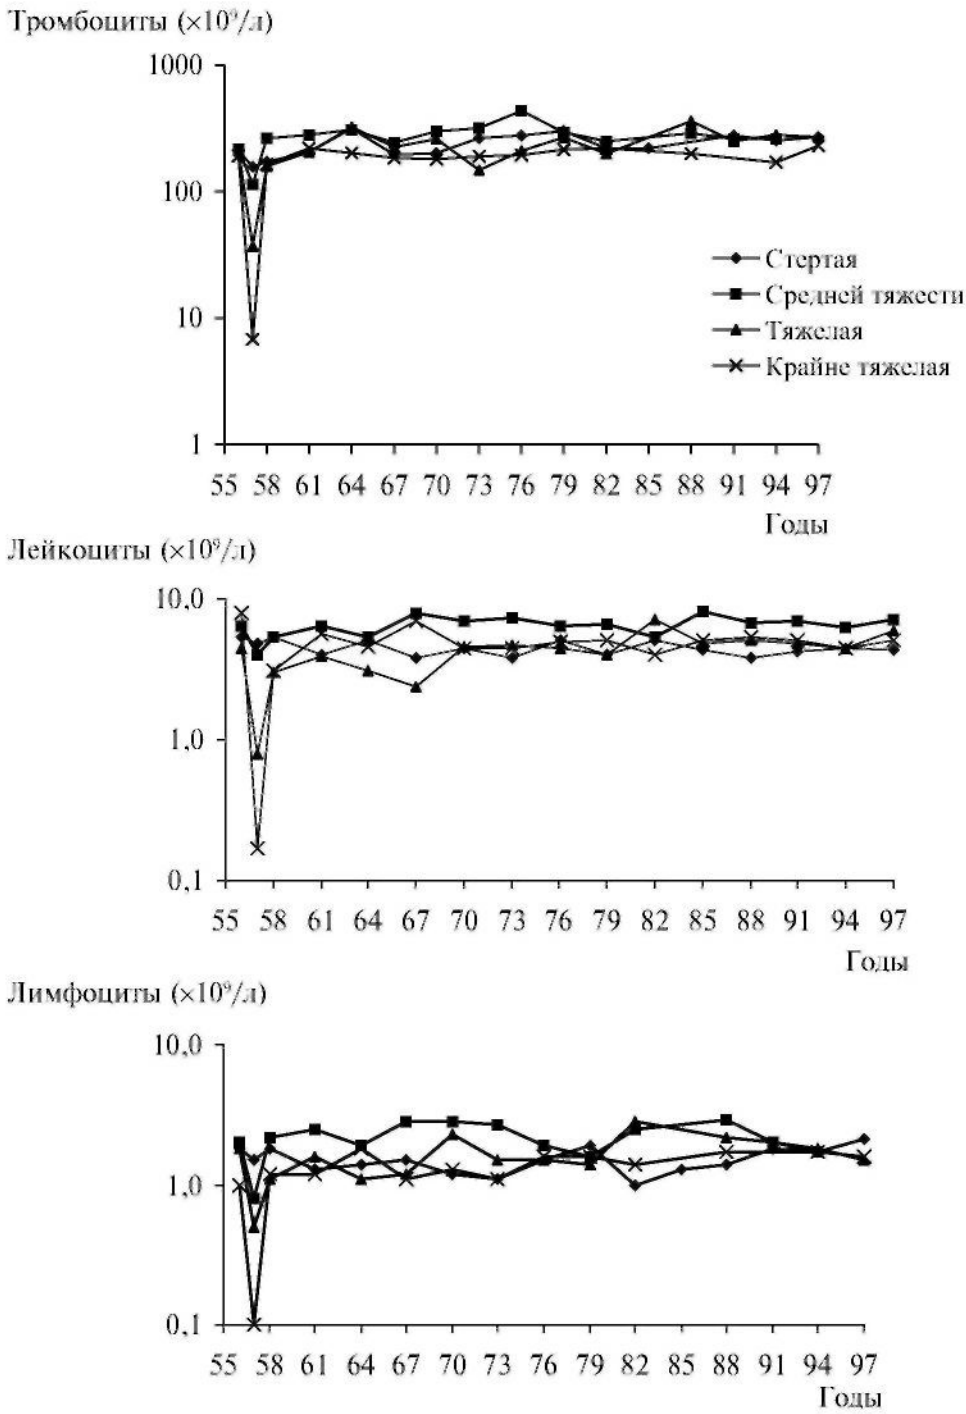 Тромбоциты (×10⁹/л)
1000
100
10
1
Стертая
Средней тяжести
Тяжелая
Крайне тяжелая
55 58 61 64 67 70 73 76 79 82 85 88 91 94 97
Годы
Лейкоциты (×10⁹/л)
10,0
1,0
0,1
55 58 61 64 67 70 73 76 79 82 85 88 91 94 97
Годы
Лимфоциты (×10⁹/л)
10,0
1,0
0,1
55 58 61 64 67 70 73 76 79 82 85 88 91 94 97
Годы